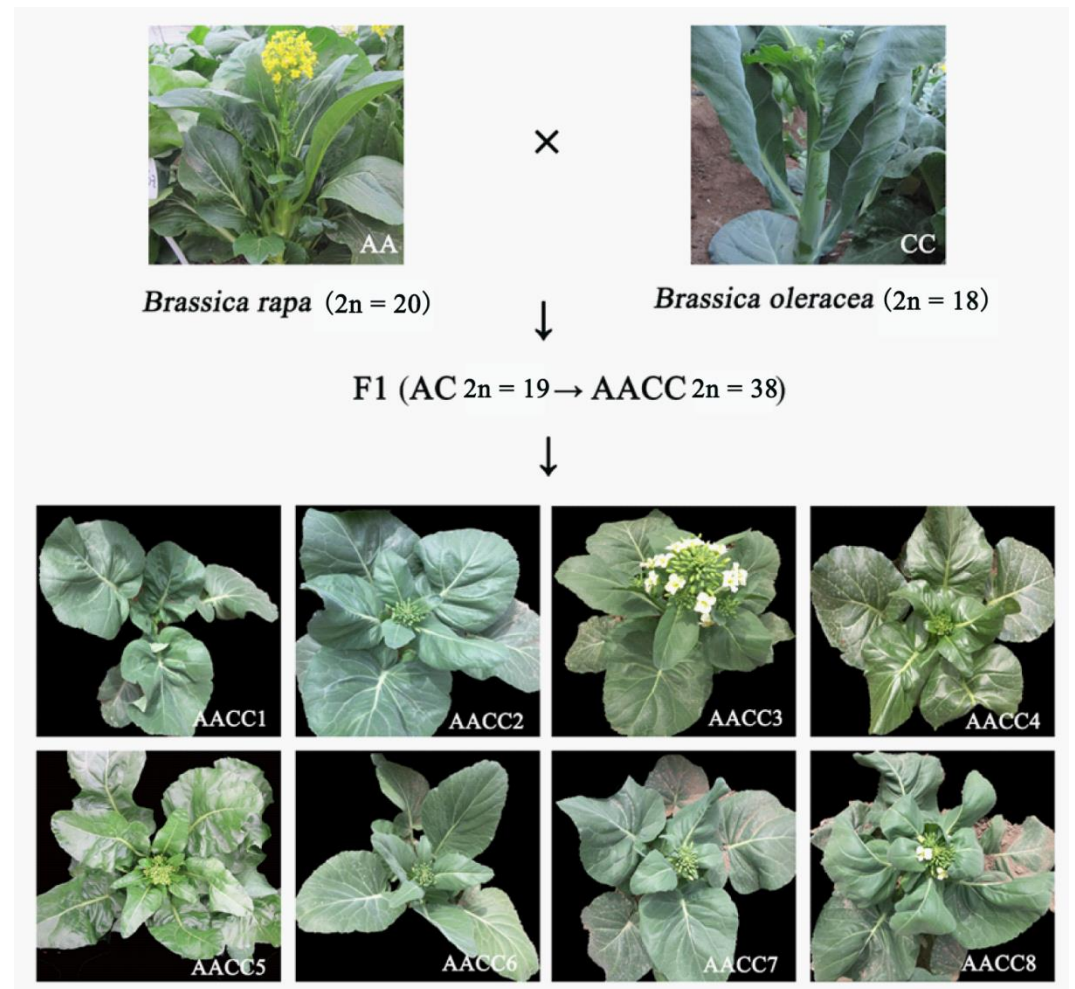 AA
×
CC
Brassica rapa (2n = 20)
Brassica oleracea (2n = 18)
↓
F1 (AC 2n = 19 → AACC 2n = 38)
↓
AACC1
AACC2
AACC3
AACC4
AACC5
AACC6
AACC7
AACC8